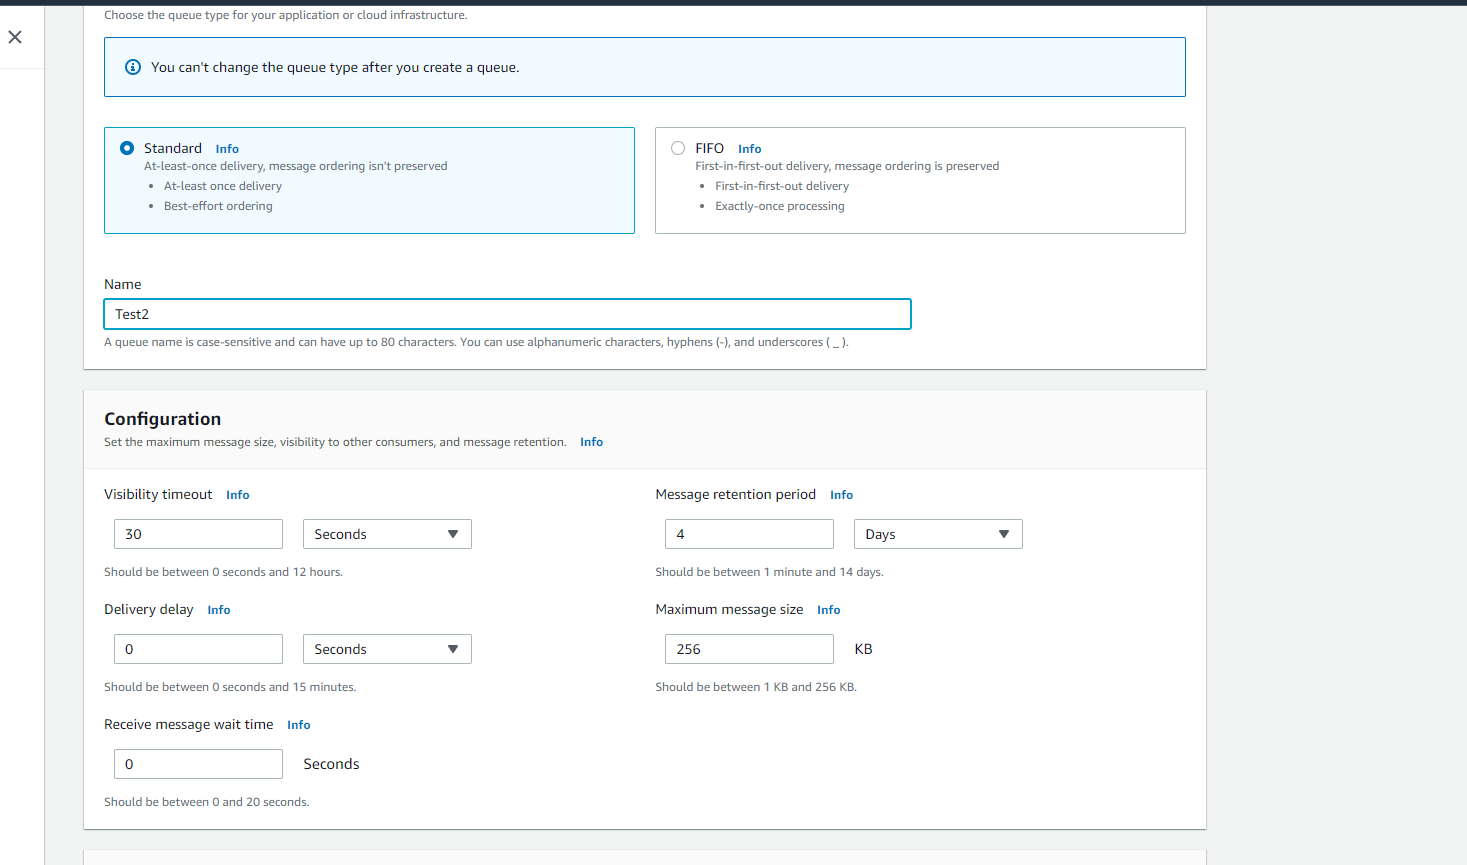 Choose the queue type for your application or cloud infrastructure.
You can't change the queue type after you create a queue.
Standard Info
At-least-once delivery, message ordering isn't preserved
• At-least once delivery
• Best-effort ordering
FIFO Info
First-in-first-out delivery, message ordering is preserved
• First-in-first-out delivery
• Exactly-once processing
Name
Test2
A queue name is case-sensitive and can have up to 80 characters. You can use alphanumeric characters, hyphens (-), and underscores ( _ ).
Configuration
Set the maximum message size, visibility to other consumers, and message retention. Info
Visibility timeout Info
30 Seconds
Should be between 0 seconds and 12 hours.
Message retention period Info
4 Days
Should be between 1 minute and 14 days.
Delivery delay Info
0 Seconds
Should be between 0 seconds and 15 minutes.
Maximum message size Info
256 KB
Should be between 1 KB and 256 KB.
Receive message wait time Info
0 Seconds
Should be between 0 and 20 seconds.